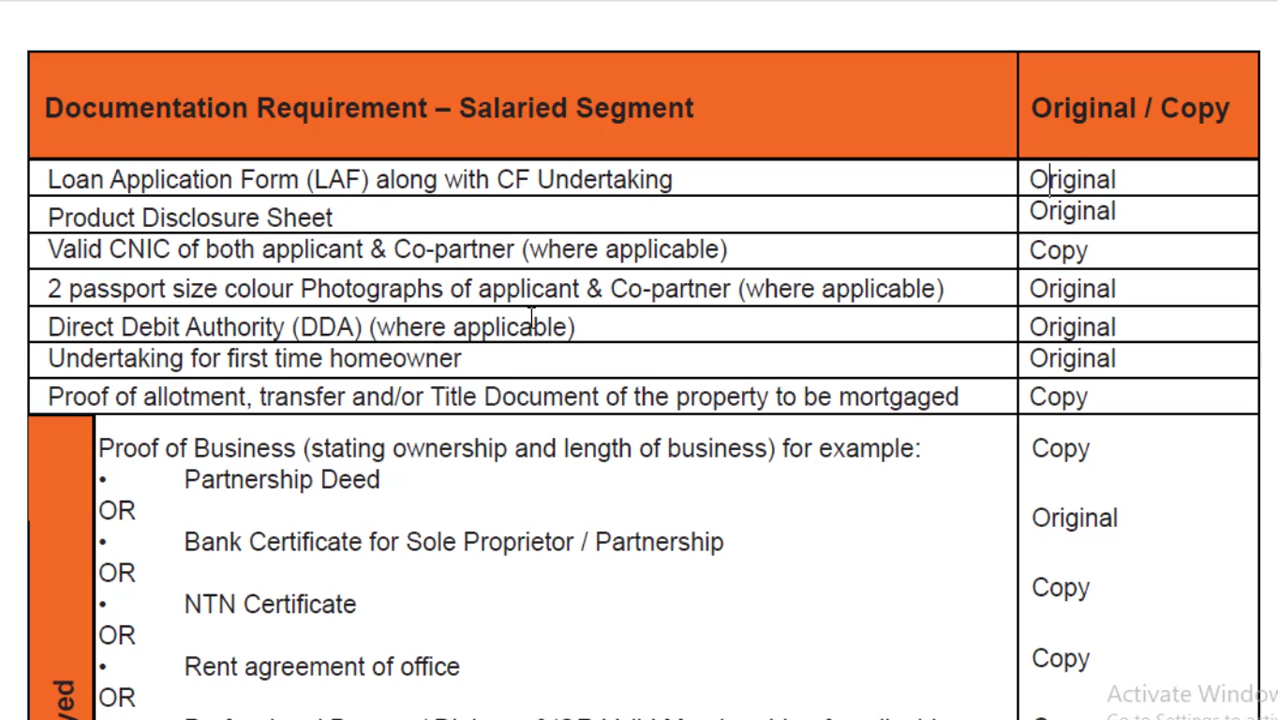 Documentation Requirement – Salaried Segment Original / Copy
Loan Application Form (LAF) along with CF Undertaking Original
Product Disclosure Sheet Original
Valid CNIC of both applicant & Co-partner (where applicable) Copy
2 passport size colour Photographs of applicant & Co-partner (where applicable) Original
Direct Debit Authority (DDA) (where applicable) Original
Undertaking for first time homeowner Original
Proof of allotment, transfer and/or Title Document of the property to be mortgaged Copy
Proof of Business (stating ownership and length of business) for example: Copy
• Partnership Deed
OR
Original
• Bank Certificate for Sole Proprietor / Partnership
OR
Copy
• NTN Certificate
OR
• Rent agreement of office Copy
OR
Activate Window